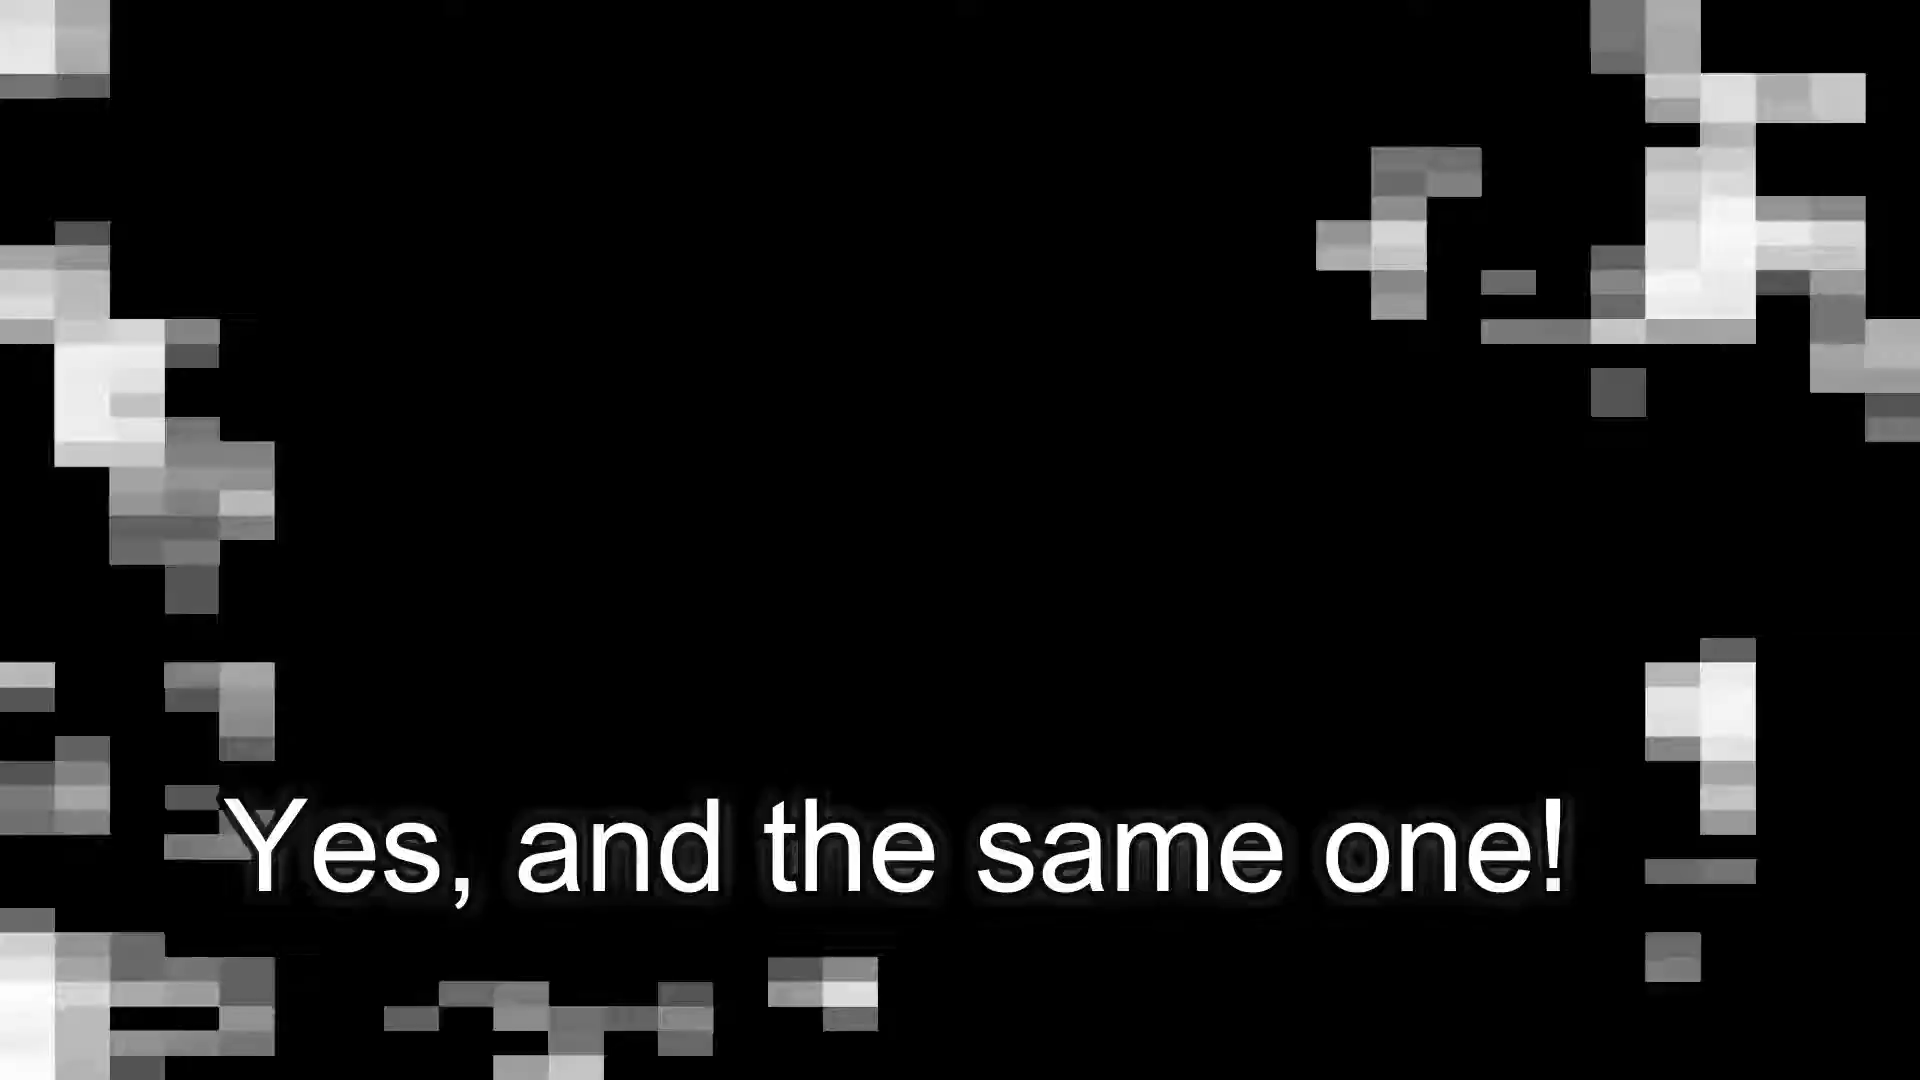 Yes, and the same one!